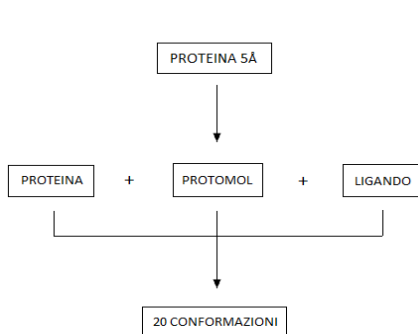 PROTEINA 5Å
PROTEINA + PROTOMOL + LIGANDO
20 CONFORMAZIONI